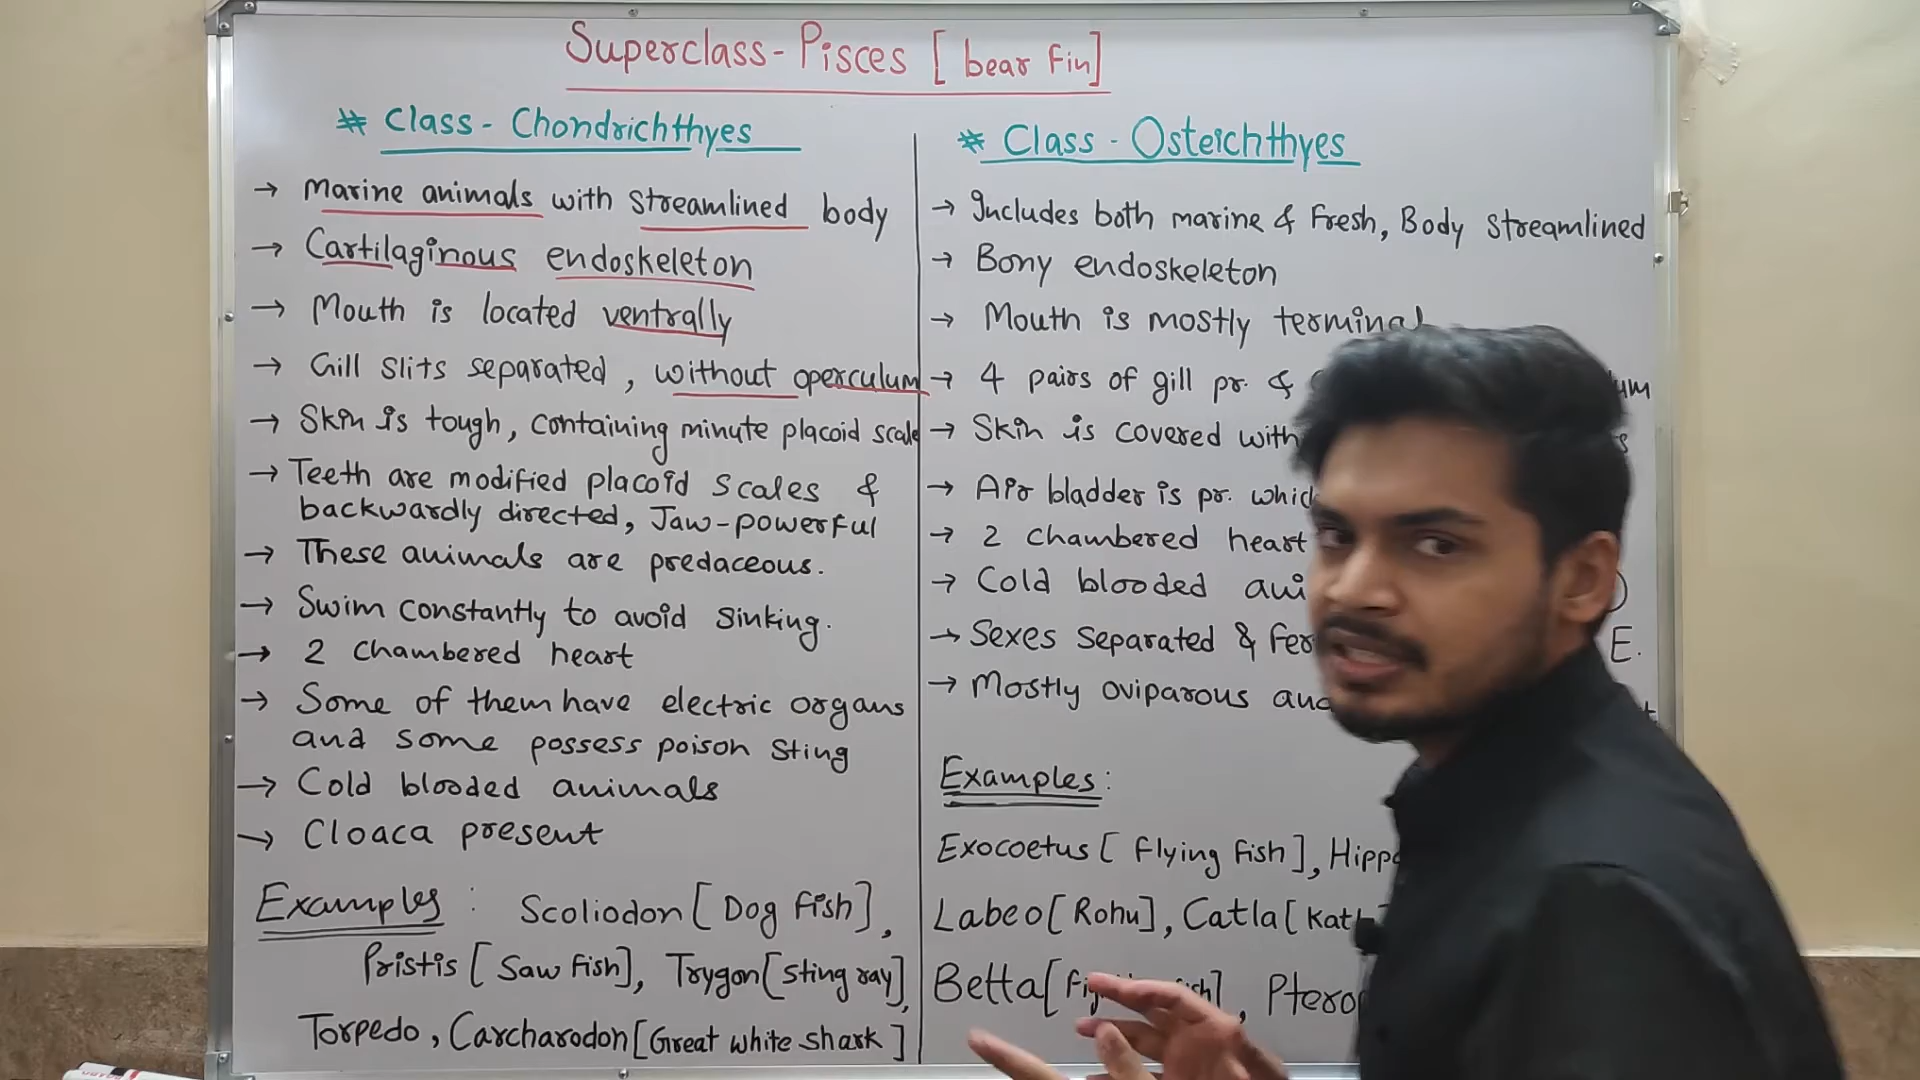 Superclass - Pisces [ bear fin]
# Class - Chondrichthyes
→ Marine animals with streamlined body
→ Cartilaginous endoskeleton
→ Mouth is located ventrally
→ Gill slits separated, without operculum
→ Skin is tough, containing minute placoid scale
→ Teeth are modified placoid scales &
backwardly directed, Jaw-powerful
→ These animals are predaceous.
→ Swim constantly to avoid sinking.
→ 2 chambered heart
→ Some of them have electric organs
and some possess poison sting
→ Cold blooded animals
→ Cloaca present
Examples : Scoliodon [Dog fish],
Pristis [Saw fish], Trygon [sting ray],
Torpedo, Carcharodon [Great white shark]
# Class - Osteichthyes
→ Includes both marine & fresh, Body streamlined
→ Bony endoskeleton
→ Mouth is mostly terminal
→ 4 pairs of gill pr. &
→ Skin is covered with
→ Air bladder is pr.
→ 2 chambered heart
→ Cold blooded
→ Sexes separated & E.
→ Mostly oviparous
Examples :
Exocoetus [ Flying fish],
Labeo [Rohu], Catla
Betta